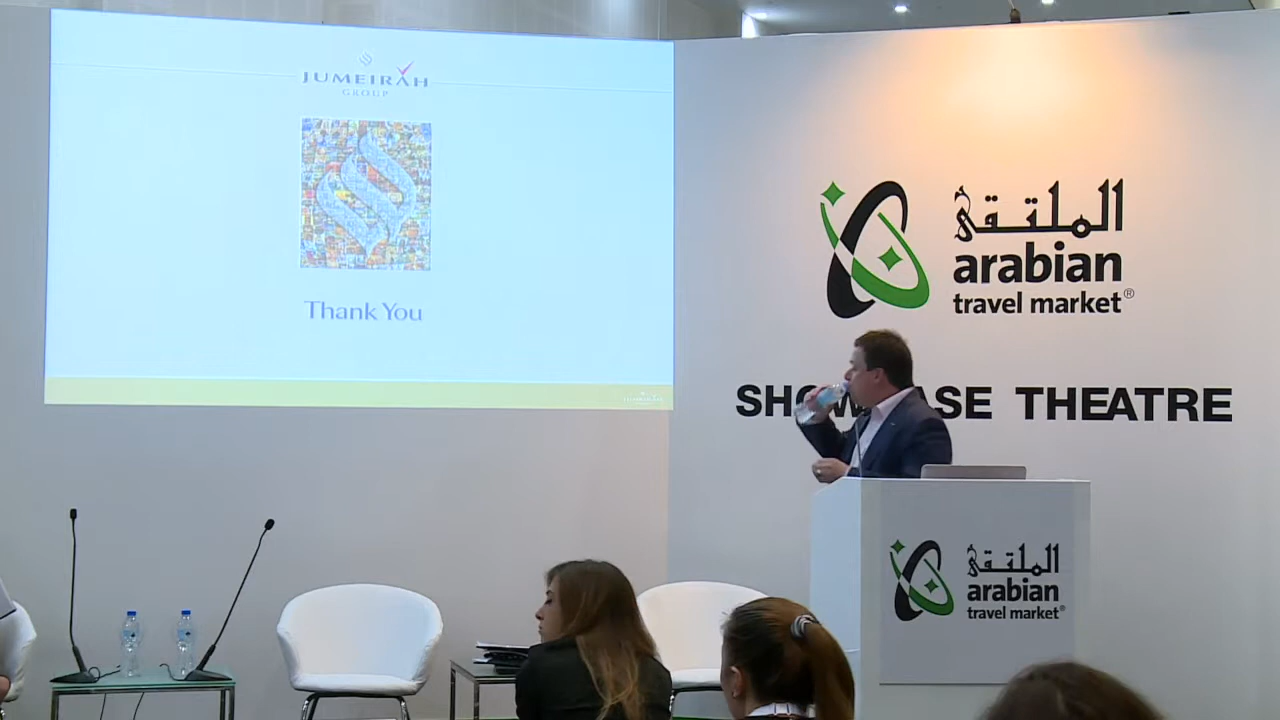 JUMEIRAH
GROUP
Thank You
الملتقى
arabian
travel market®
SHOWCASE THEATRE
الملتقى
arabian
travel market®